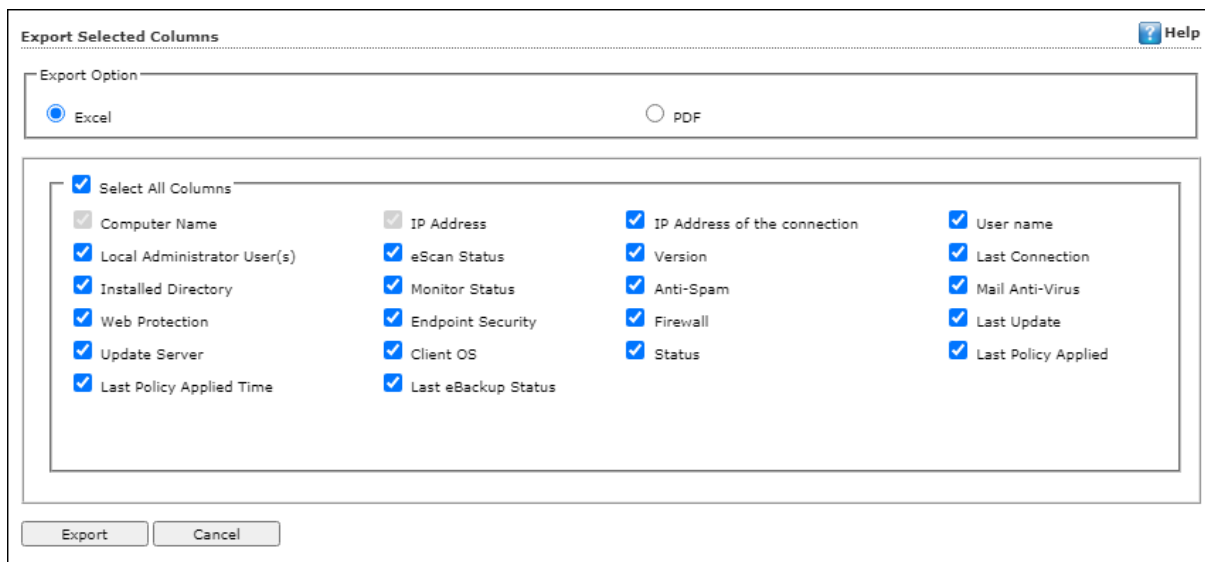 Export Selected Columns
? Help
Export Option
Excel PDF
Select All Columns
Computer Name IP Address IP Address of the connection User name
Local Administrator User(s) eScan Status Version Last Connection
Installed Directory Monitor Status Anti-Spam Mail Anti-Virus
Web Protection Endpoint Security Firewall Last Update
Update Server Client OS Status Last Policy Applied
Last Policy Applied Time Last eBackup Status
Export Cancel